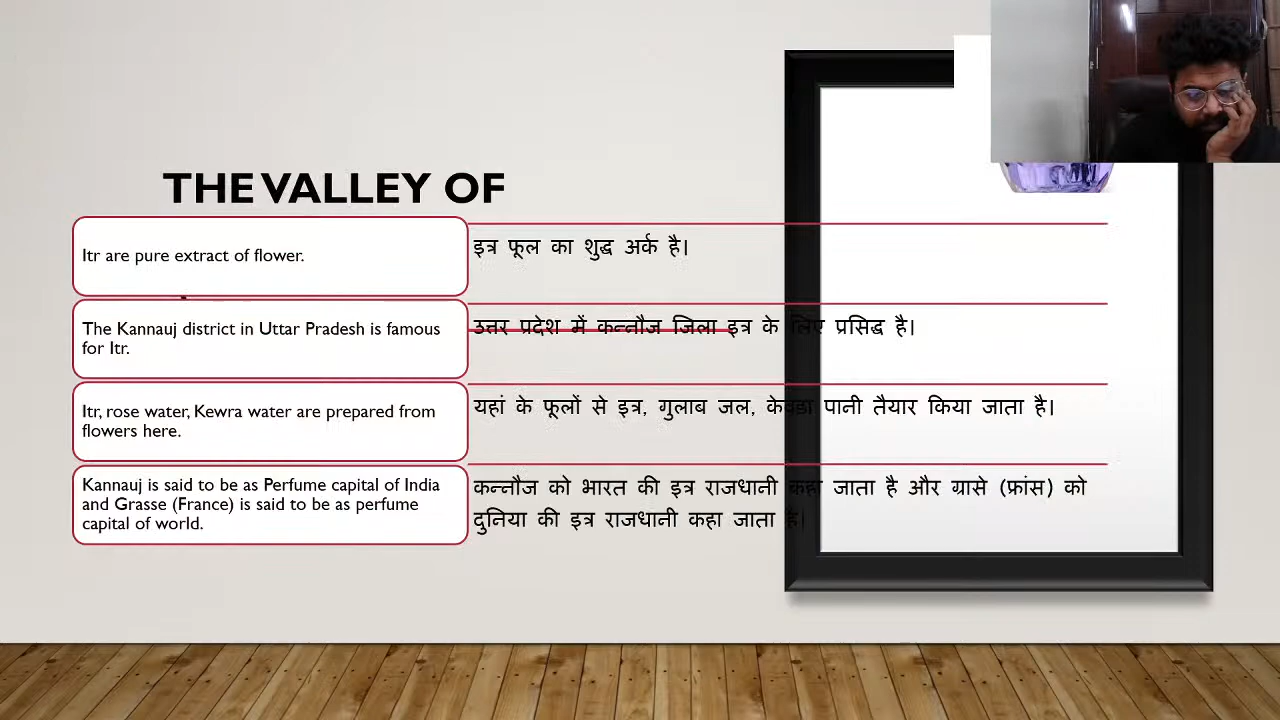 THE VALLEY OF
Itr are pure extract of flower.
इत्र फूल का शुद्ध अर्क है।
The Kannauj district in Uttar Pradesh is famous
for Itr.
उत्तर प्रदेश में कन्नौज जिला इत्र के लिए प्रसिद्ध है।
Itr, rose water, Kewra water are prepared from
flowers here.
यहां के फूलों से इत्र, गुलाब जल, केवडा पानी तैयार किया जाता है।
Kannauj is said to be as Perfume capital of India
and Grasse (France) is said to be as perfume
capital of world.
कन्नौज को भारत की इत्र राजधानी कहा जाता है और ग्रासे (फ्रांस) को
दुनिया की इत्र राजधानी कहा जाता है।